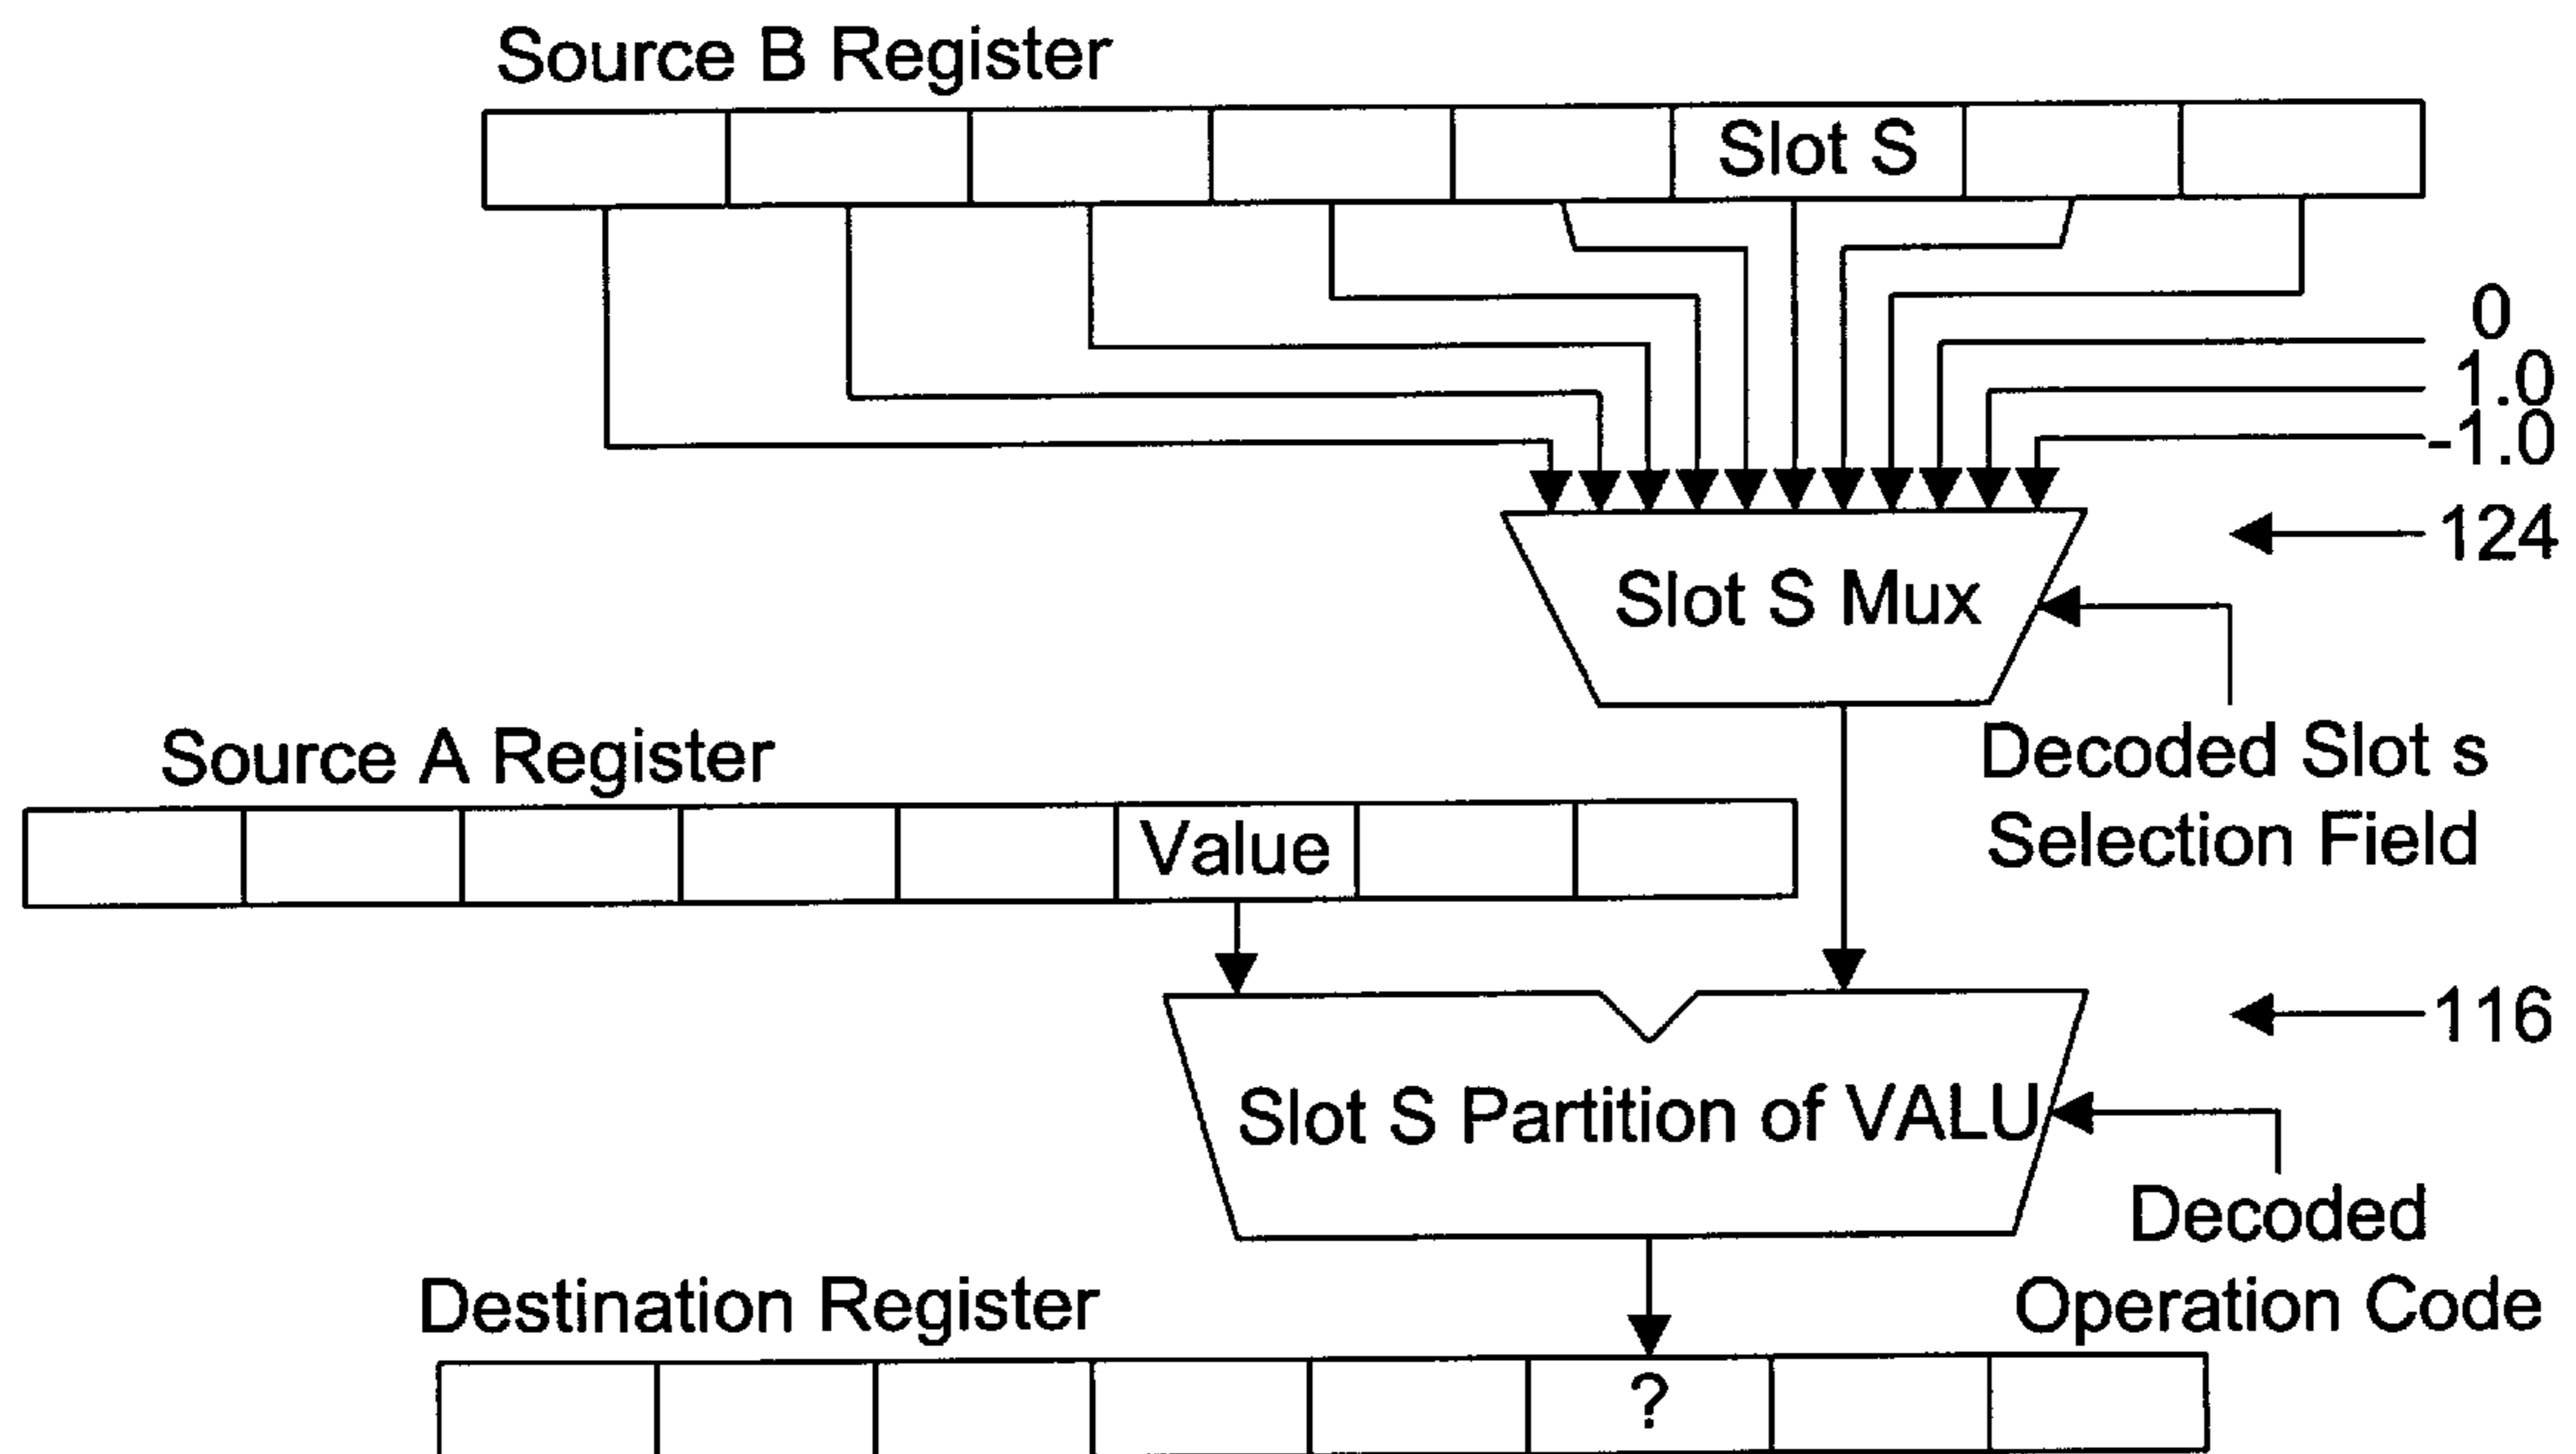 Source B Register
Slot S
0
1.0
-1.0
124
Slot S Mux
Source A Register
Decoded Slot s
Selection Field
Value
116
Slot S Partition of VALU
Decoded
Operation Code
Destination Register
?